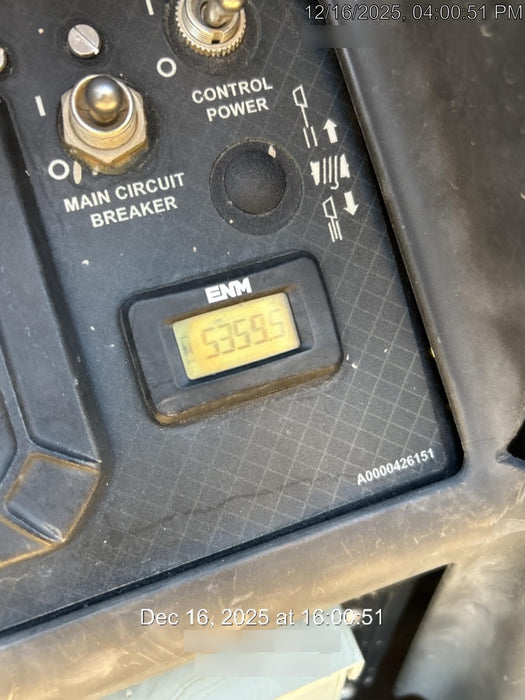 12/16/2025, 04:00:51 PM
I
O
CONTROL
POWER
I
O
MAIN CIRCUIT
BREAKER
ENM
5359.5
A0000426151
Dec 16, 2025 at 16:00:51